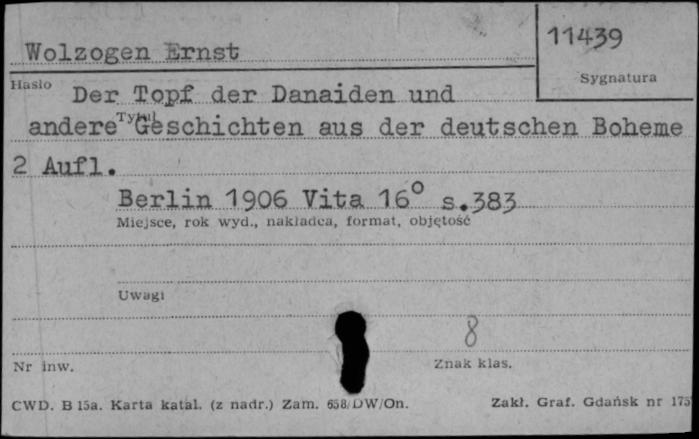 Wolzogen Ernst
11439
Hasło
Sygnatura
Der Topf der Danaiden und
Tytuł
andere Geschichten aus der deutschen Boheme
2 Aufl.
Berlin 1906 Vita 16° s.383
Miejsce, rok wyd., nakładca, format, objętość
Uwagi
8
Nr inw.
Znak klas.
CWD. B 15a. Karta katal. (z nadr.) Zam. 658/DW/On.
Zakł. Graf. Gdańsk nr 175